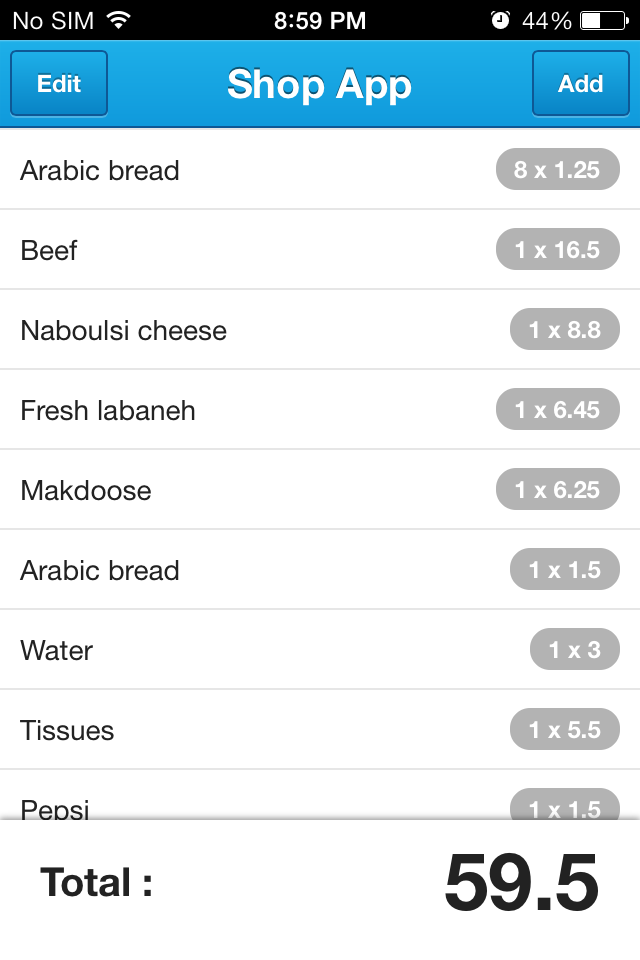 No SIM 8:59 PM 44%
Edit Shop App Add
Arabic bread 8 x 1.25
Beef 1 x 16.5
Naboulsi cheese 1 x 8.8
Fresh labaneh 1 x 6.45
Makdoose 1 x 6.25
Arabic bread 1 x 1.5
Water 1 x 3
Tissues 1 x 5.5
Pepsi 1 x 1.5
Total : 59.5